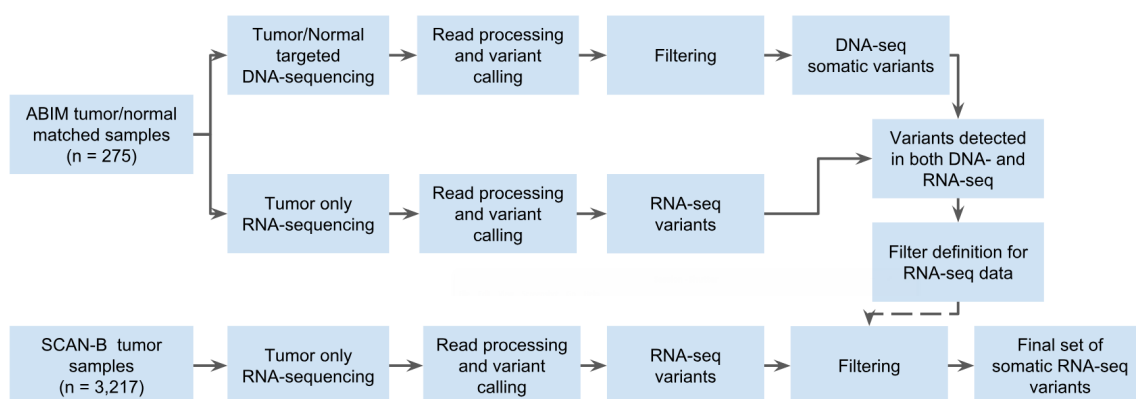 Tumor/Normal
targeted
DNA-sequencing
Read processing
and variant
calling
Filtering
DNA-seq
somatic variants
ABIM tumor/normal
matched samples
(n = 275)
Variants detected
in both DNA- and
RNA-seq
Tumor only
RNA-sequencing
Read processing
and variant
calling
RNA-seq
variants
Filter definition for
RNA-seq data
SCAN-B tumor
samples
(n = 3,217)
Tumor only
RNA-sequencing
Read processing
and variant
calling
RNA-seq
variants
Filtering
Final set of
somatic RNA-seq
variants